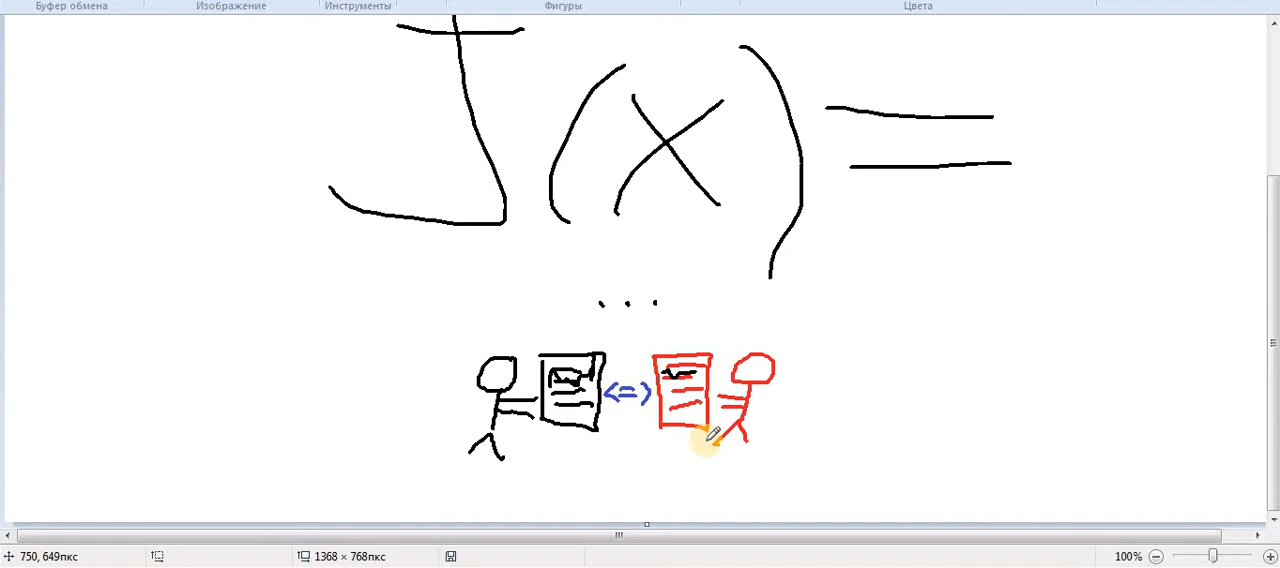 Буфер обмена Изображение Инструменты Фигуры Цвета
f(x)=
...
<=>
750, 649пкс 1368 × 768пкс 100%